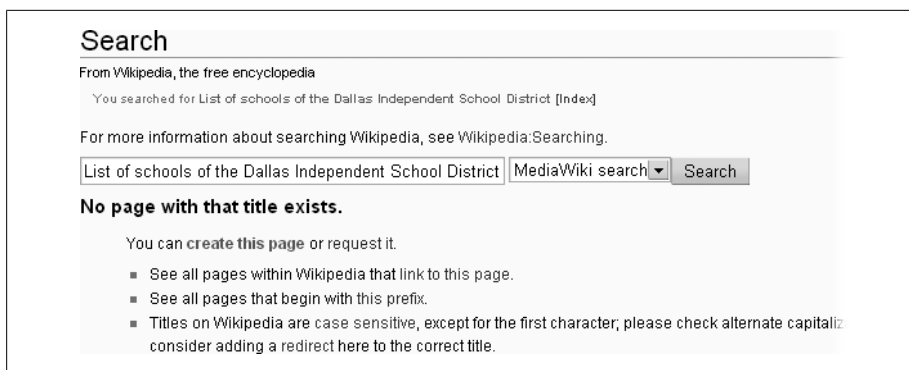 Search
From Wikipedia, the free encyclopedia
You searched for List of schools of the Dallas Independent School District [Index]
For more information about searching Wikipedia, see Wikipedia:Searching.
List of schools of the Dallas Independent School District MediaWiki search Search
No page with that title exists.
You can create this page or request it.
See all pages within Wikipedia that link to this page.
See all pages that begin with this prefix.
Titles on Wikipedia are case sensitive, except for the first character; please check alternate
consider adding a redirect here to the correct title.